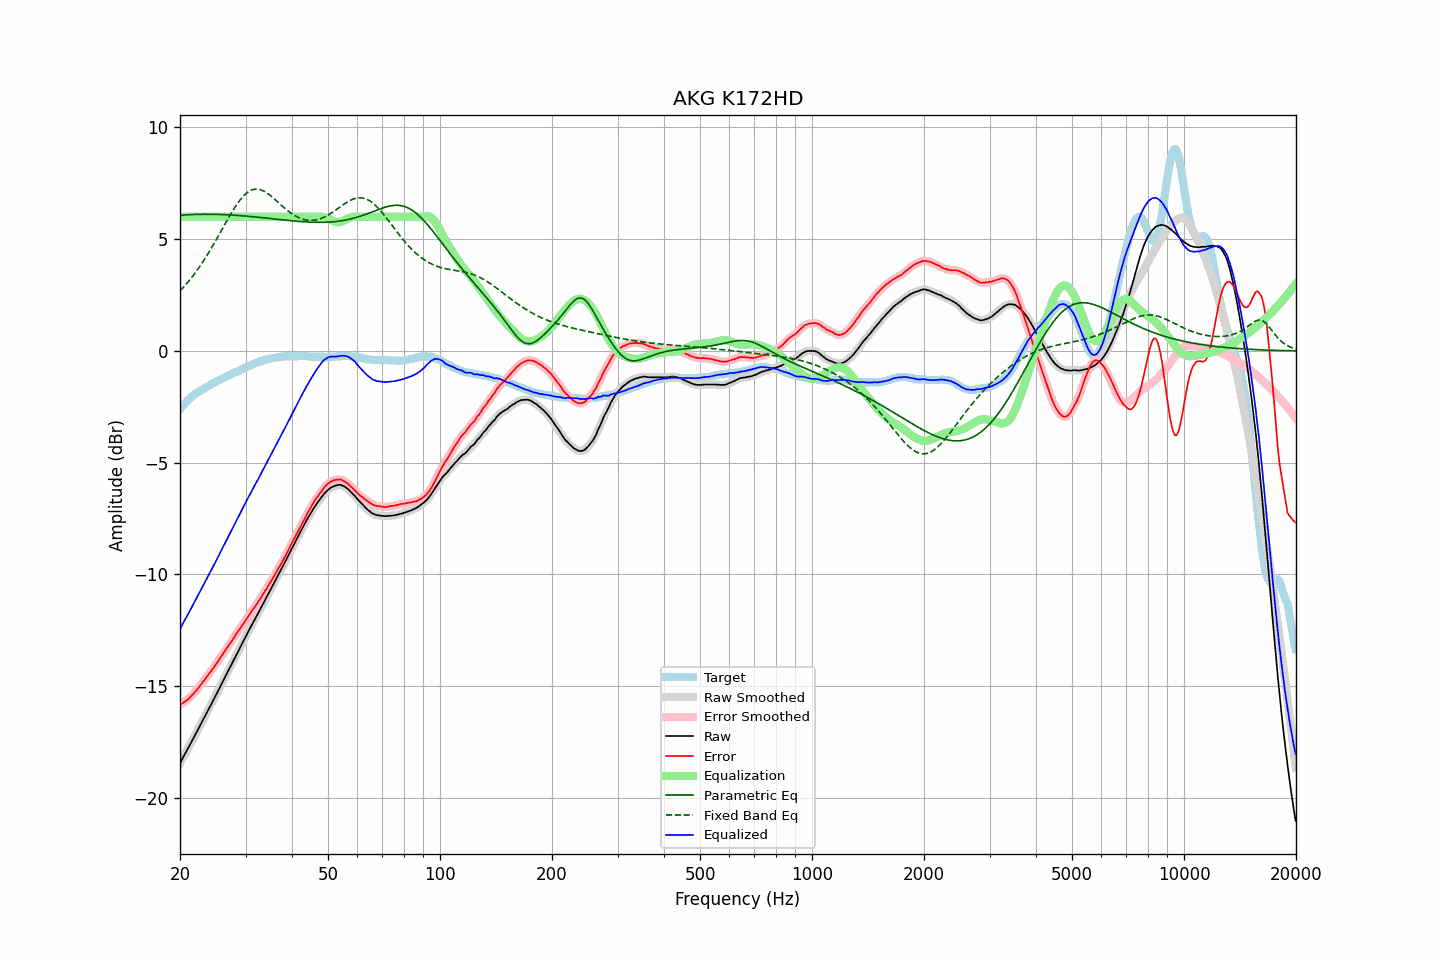 AKG K172HD
10
5
0
−5
−10
−15
−20
Amplitude (dBr)
Target
Raw Smoothed
Error Smoothed
Raw
Error
Equalization
Parametric Eq
Fixed Band Eq
Equalized
20 50 100 200 500 1000 2000 5000 10000 20000
Frequency (Hz)